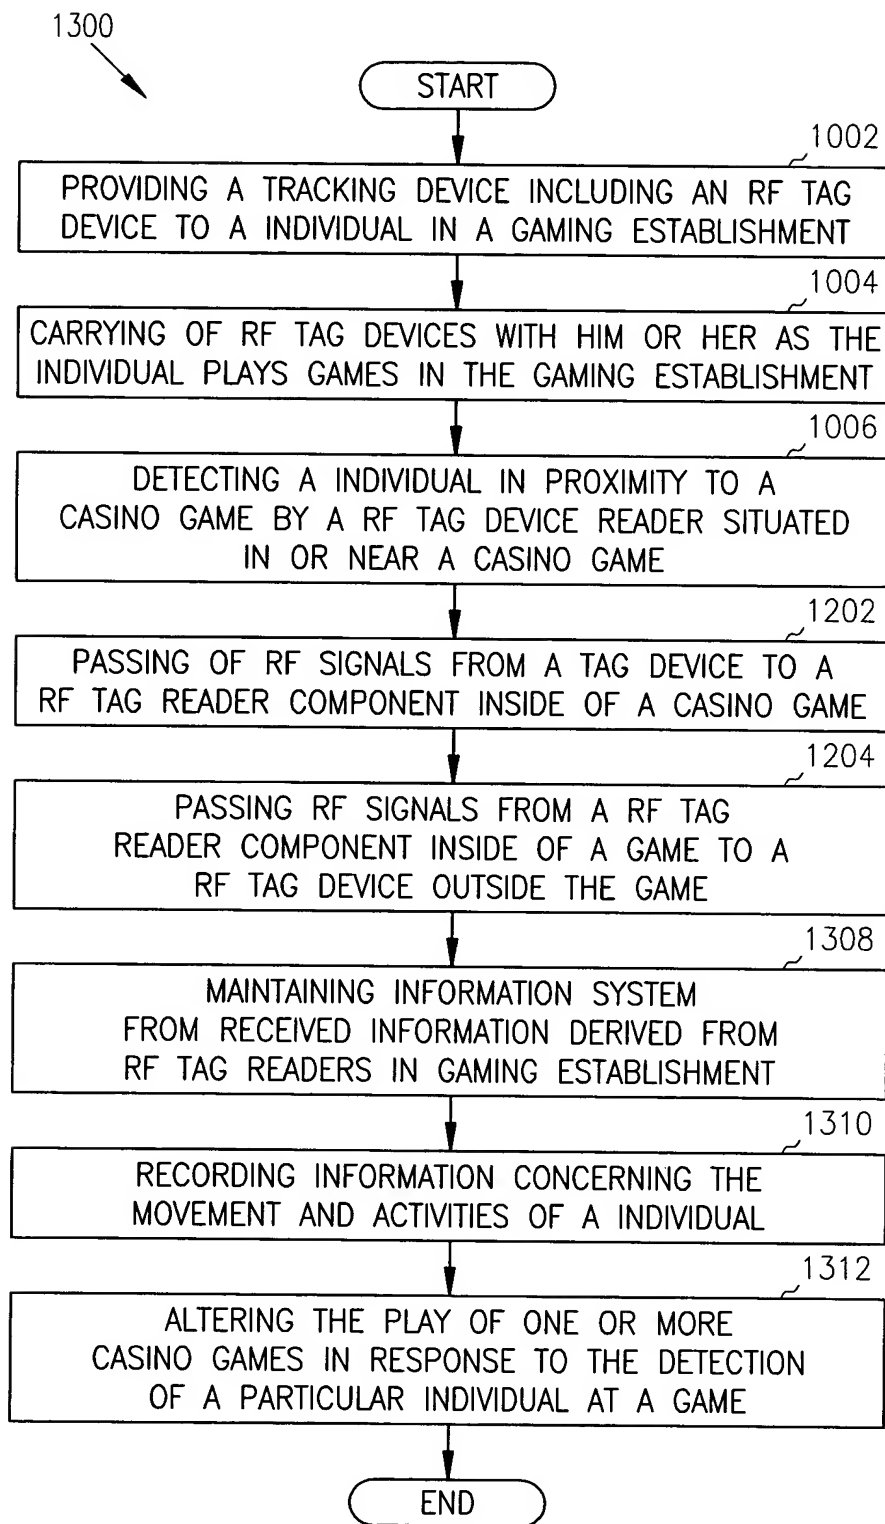 1300
START
1002
PROVIDING A TRACKING DEVICE INCLUDING AN RF TAG
DEVICE TO A INDIVIDUAL IN A GAMING ESTABLISHMENT
1004
CARRYING OF RF TAG DEVICES WITH HIM OR HER AS THE
INDIVIDUAL PLAYS GAMES IN THE GAMING ESTABLISHMENT
1006
DETECTING A INDIVIDUAL IN PROXIMITY TO A
CASINO GAME BY A RF TAG DEVICE READER SITUATED
IN OR NEAR A CASINO GAME
1202
PASSING OF RF SIGNALS FROM A TAG DEVICE TO A
RF TAG READER COMPONENT INSIDE OF A CASINO GAME
1204
PASSING RF SIGNALS FROM A RF TAG
READER COMPONENT INSIDE OF A GAME TO A
RF TAG DEVICE OUTSIDE THE GAME
1308
MAINTAINING INFORMATION SYSTEM
FROM RECEIVED INFORMATION DERIVED FROM
RF TAG READERS IN GAMING ESTABLISHMENT
1310
RECORDING INFORMATION CONCERNING THE
MOVEMENT AND ACTIVITIES OF A INDIVIDUAL
1312
ALTERING THE PLAY OF ONE OR MORE
CASINO GAMES IN RESPONSE TO THE DETECTION
OF A PARTICULAR INDIVIDUAL AT A GAME
END